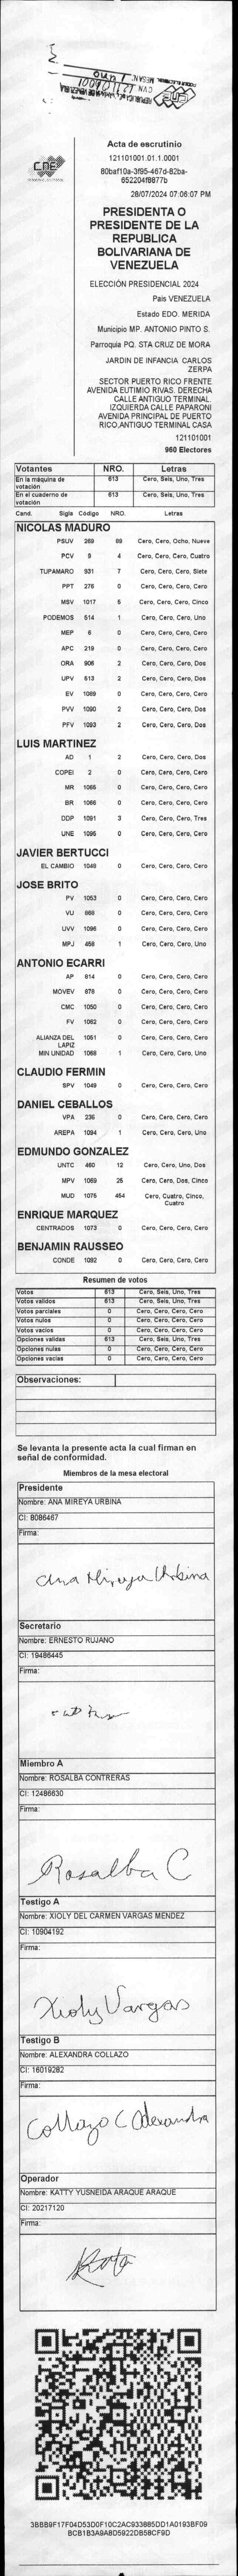 CNE
Acta de escrutinio
121101001.01.1.0001
80baf10a-3f95-467d-82ba-
652204f8877b
28/07/2024 07:06:07 PM
PRESIDENTA O
PRESIDENTE DE LA
REPUBLICA
BOLIVARIANA DE
VENEZUELA
ELECCIÓN PRESIDENCIAL 2024
País VENEZUELA
Estado EDO. MERIDA
Municipio MP. ANTONIO PINTO S.
Parroquia PQ. STA CRUZ DE MORA
JARDIN DE INFANCIA CARLOS
ZERPA
SECTOR PUERTO RICO FRENTE
AVENIDA EUTIMIO RIVAS. DERECHA
CALLE ANTIGUO TERMINAL.
IZQUIERDA CALLE PAPARONI
AVENIDA PRINCIPAL DE PUERTO
RICO,ANTIGUO TERMINAL CASA
121101001
960 Electores
Votantes NRO. Letras
En la máquina de votación 613 Cero, Seis, Uno, Tres
En el cuaderno de votación 613 Cero, Seis, Uno, Tres
Cand. Sigla Código NRO. Letras
NICOLAS MADURO
PSUV 269 89 Cero, Cero, Ocho, Nueve
PCV 9 4 Cero, Cero, Cero, Cuatro
TUPAMARO 931 7 Cero, Cero, Cero, Siete
PPT 276 0 Cero, Cero, Cero, Cero
MSV 1017 5 Cero, Cero, Cero, Cinco
PODEMOS 514 1 Cero, Cero, Cero, Uno
MEP 6 0 Cero, Cero, Cero, Cero
APC 219 0 Cero, Cero, Cero, Cero
ORA 906 2 Cero, Cero, Cero, Dos
UPV 513 2 Cero, Cero, Cero, Dos
EV 1089 0 Cero, Cero, Cero, Cero
PVV 1090 2 Cero, Cero, Cero, Dos
PFV 1093 2 Cero, Cero, Cero, Dos
LUIS MARTINEZ
AD 1 2 Cero, Cero, Cero, Dos
COPEI 2 0 Cero, Cero, Cero, Cero
MR 1065 0 Cero, Cero, Cero, Cero
BR 1066 0 Cero, Cero, Cero, Cero
DDP 1091 3 Cero, Cero, Cero, Tres
UNE 1095 0 Cero, Cero, Cero, Cero
JAVIER BERTUCCI
EL CAMBIO 1048 0 Cero, Cero, Cero, Cero
JOSE BRITO
PV 1053 0 Cero, Cero, Cero, Cero
VU 868 0 Cero, Cero, Cero, Cero
UVV 1096 0 Cero, Cero, Cero, Cero
MPJ 458 1 Cero, Cero, Cero, Uno
ANTONIO ECARRI
AP 814 0 Cero, Cero, Cero, Cero
MOVEV 879 0 Cero, Cero, Cero, Cero
CMC 1050 0 Cero, Cero, Cero, Cero
FV 1062 0 Cero, Cero, Cero, Cero
ALIANZA DEL LAPIZ 1051 0 Cero, Cero, Cero, Cero
MIN UNIDAD 1068 1 Cero, Cero, Cero, Uno
CLAUDIO FERMIN
SPV 1049 0 Cero, Cero, Cero, Cero
DANIEL CEBALLOS
VPA 236 0 Cero, Cero, Cero, Cero
AREPA 1094 1 Cero, Cero, Cero, Uno
EDMUNDO GONZALEZ
UNTC 460 12 Cero, Cero, Uno, Dos
MPV 1069 25 Cero, Cero, Dos, Cinco
MUD 1075 454 Cero, Cuatro, Cinco,
Cuatro
ENRIQUE MARQUEZ
CENTRADOS 1073 0 Cero, Cero, Cero, Cero
BENJAMIN RAUSSEO
CONDE 1092 0 Cero, Cero, Cero, Cero
Resumen de votos
Votos 613 Cero, Seis, Uno, Tres
Votos validos 613 Cero, Seis, Uno, Tres
Votos parciales 0 Cero, Cero, Cero, Cero
Votos nulos 0 Cero, Cero, Cero, Cero
Votos vacios 0 Cero, Cero, Cero, Cero
Opciones validas 613 Cero, Seis, Uno, Tres
Opciones nulas 0 Cero, Cero, Cero, Cero
Opciones vacias 0 Cero, Cero, Cero, Cero
Observaciones:
Se levanta la presente acta la cual firman en
señal de conformidad.
Miembros de la mesa electoral
Presidente
Nombre: ANA MIREYA URBINA
CI: 8086467
Firma:
Ana Mireya Urbina
Secretario
Nombre: ERNESTO RUJANO
CI: 19486445
Firma:
Miembro A
Nombre: ROSALBA CONTRERAS
CI: 12486630
Firma:
Rosalba C
Testigo A
Nombre: XIOLY DEL CARMEN VARGAS MENDEZ
CI: 10904192
Firma:
Xioly Vargas
Testigo B
Nombre: ALEXANDRA COLLAZO
CI: 16019282
Firma:
Collazo C Alexandra
Operador
Nombre: KATTY YUSNEIDA ARAQUE ARAQUE
CI: 20217120
Firma:
3BBB9F17F04D53D0F10C2AC933885DD1A0193BF09
BCB1B3A9A8D5922DB58CF9D